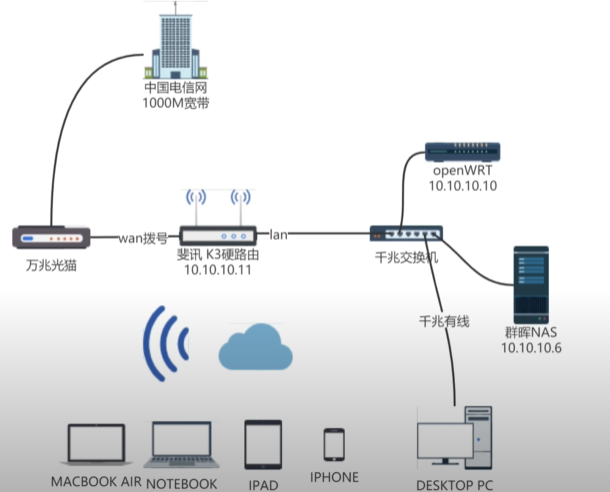 中国电信网
1000M宽带
openWRT
10.10.10.10
wan拨号
lan
斐讯 K3硬路由
10.10.10.11
万兆光猫
千兆交换机
千兆有线
群晖NAS
10.10.10.6
MACBOOK AIR
NOTEBOOK
IPAD
IPHONE
DESKTOP PC